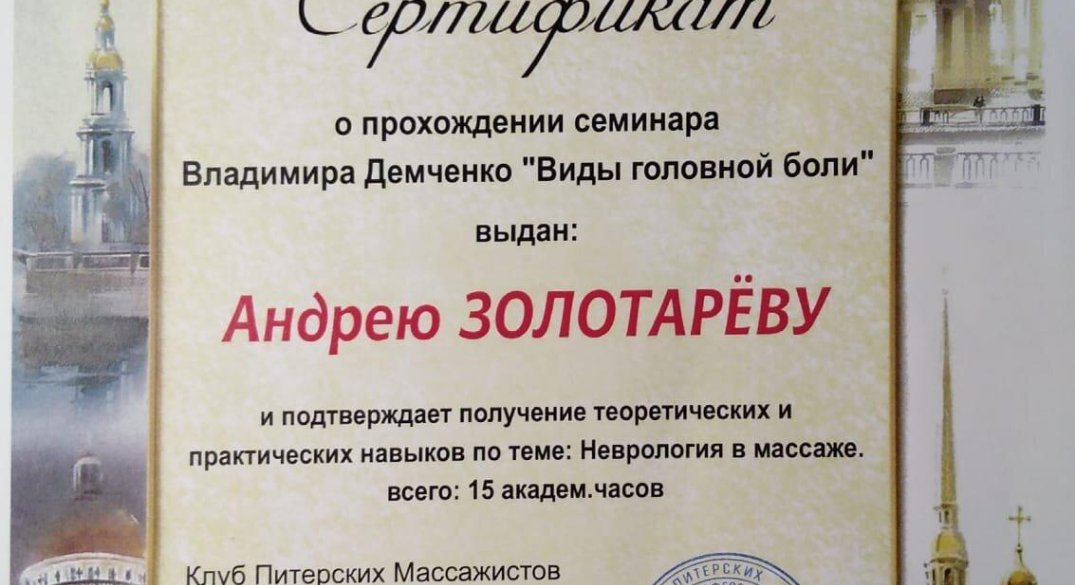 Сертификат
о прохождении семинара
Владимира Демченко "Виды головной боли"
выдан:
Андрею ЗОЛОТАРЁВУ
и подтверждает получение теоретических и
практических навыков по теме: Неврология в массаже.
всего: 15 академ.часов
Клуб Питерских Массажистов
ПИТЕРСКИХ